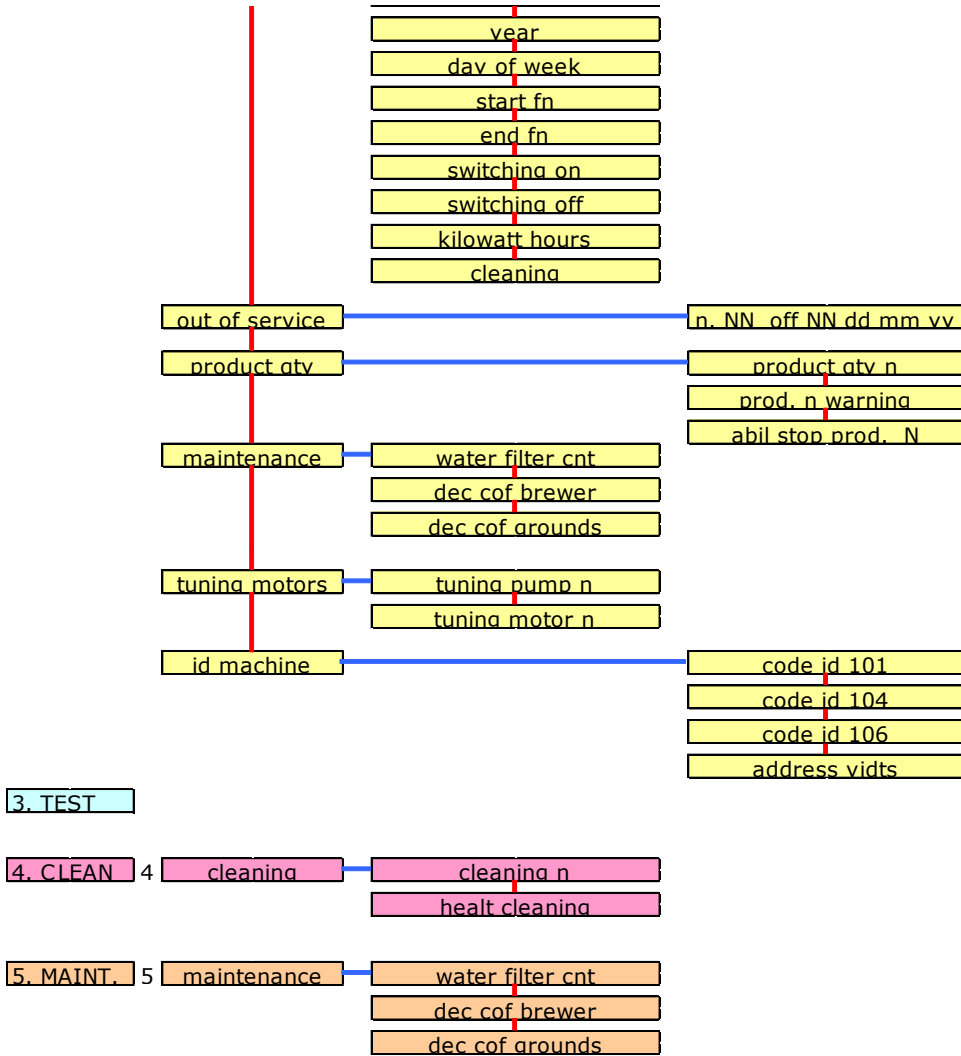 year
day of week
start fn
end fn
switching on
switching off
kilowatt hours
cleaning
out of service n. NN off NN dd mm yy
product qty product qty n
prod. n warning
abil stop prod. N
maintenance water filter cnt
dec cof brewer
dec cof grounds
tuning motors tuning pump n
tuning motor n
id machine code id 101
code id 104
code id 106
address vidts
3. TEST
4. CLEAN 4 cleaning cleaning n
healt cleaning
5. MAINT. 5 maintenance water filter cnt
dec cof brewer
dec cof grounds